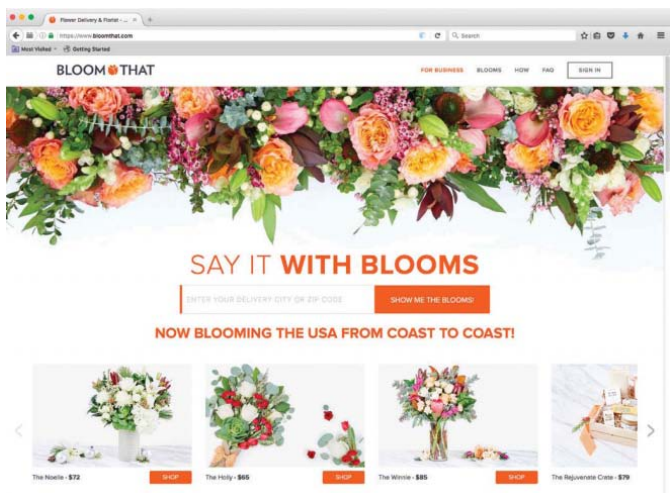 Flower Delivery & Florist - ...
https://www.bloomthat.com
Search
Most Visited
Getting Started
BLOOM THAT
FOR BUSINESS BLOOMS HOW FAQ SIGN IN
SAY IT WITH BLOOMS
ENTER YOUR DELIVERY CITY OR ZIP CODE
SHOW ME THE BLOOMS!
NOW BLOOMING THE USA FROM COAST TO COAST!
The Noelle - $72 SHOP
The Holly - $65 SHOP
The Winnie - $85 SHOP
The Rejuvenate Crate - $79